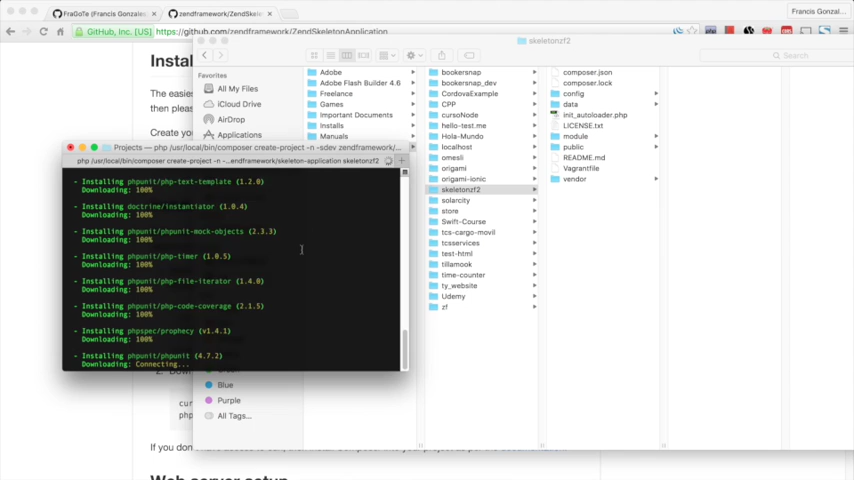 FraGoTe (Francis Gonzales
zendframework/ZendSkele
Francis Gonzal...
GitHub, Inc. [US]
https://github.com/zendframework/ZendSkeletonApplication
skeletonzf2
Search
Instal
The easies
then pleas
Create you
Favorites
All My Files
iCloud Drive
AirDrop
Applications
Green
Blue
Purple
All Tags...
Adobe
Adobe Flash Builder 4.6
Freelance
Games
Important Documents
Installs
Manuals
bookersnap
bookersnap_dev
CordovaExample
CPP
cursoNode
hello-test.me
Hola-Mundo
localhost
omesli
origami
origami-ionic
skeletonzf2
solarcity
store
Swift-Course
tcs-cargo-movil
tcsservices
test-html
tillamook
time-counter
ty_website
Udemy
zf
composer.json
composer.lock
config
data
init_autoloader.php
LICENSE.txt
module
public
README.md
Vagrantfile
vendor
Projects — php /usr/local/bin/composer create-project -n -sdev zendframework/...
php /usr/local/bin/composer create-project -n -...endframework/skeleton-application skeletonzf2
- Installing phpunit/php-text-template (1.2.0)
Downloading: 100%
- Installing doctrine/instantiator (1.0.4)
Downloading: 100%
- Installing phpunit/phpunit-mock-objects (2.3.3)
Downloading: 100%
- Installing phpunit/php-timer (1.0.5)
Downloading: 100%
- Installing phpunit/php-file-iterator (1.4.0)
Downloading: 100%
- Installing phpunit/php-code-coverage (2.1.5)
Downloading: 100%
- Installing phpspec/prophecy (v1.4.1)
Downloading: 100%
- Installing phpunit/phpunit (4.7.2)
Downloading: Connecting...
2. Dow
cur
php
If you don
Web server setup